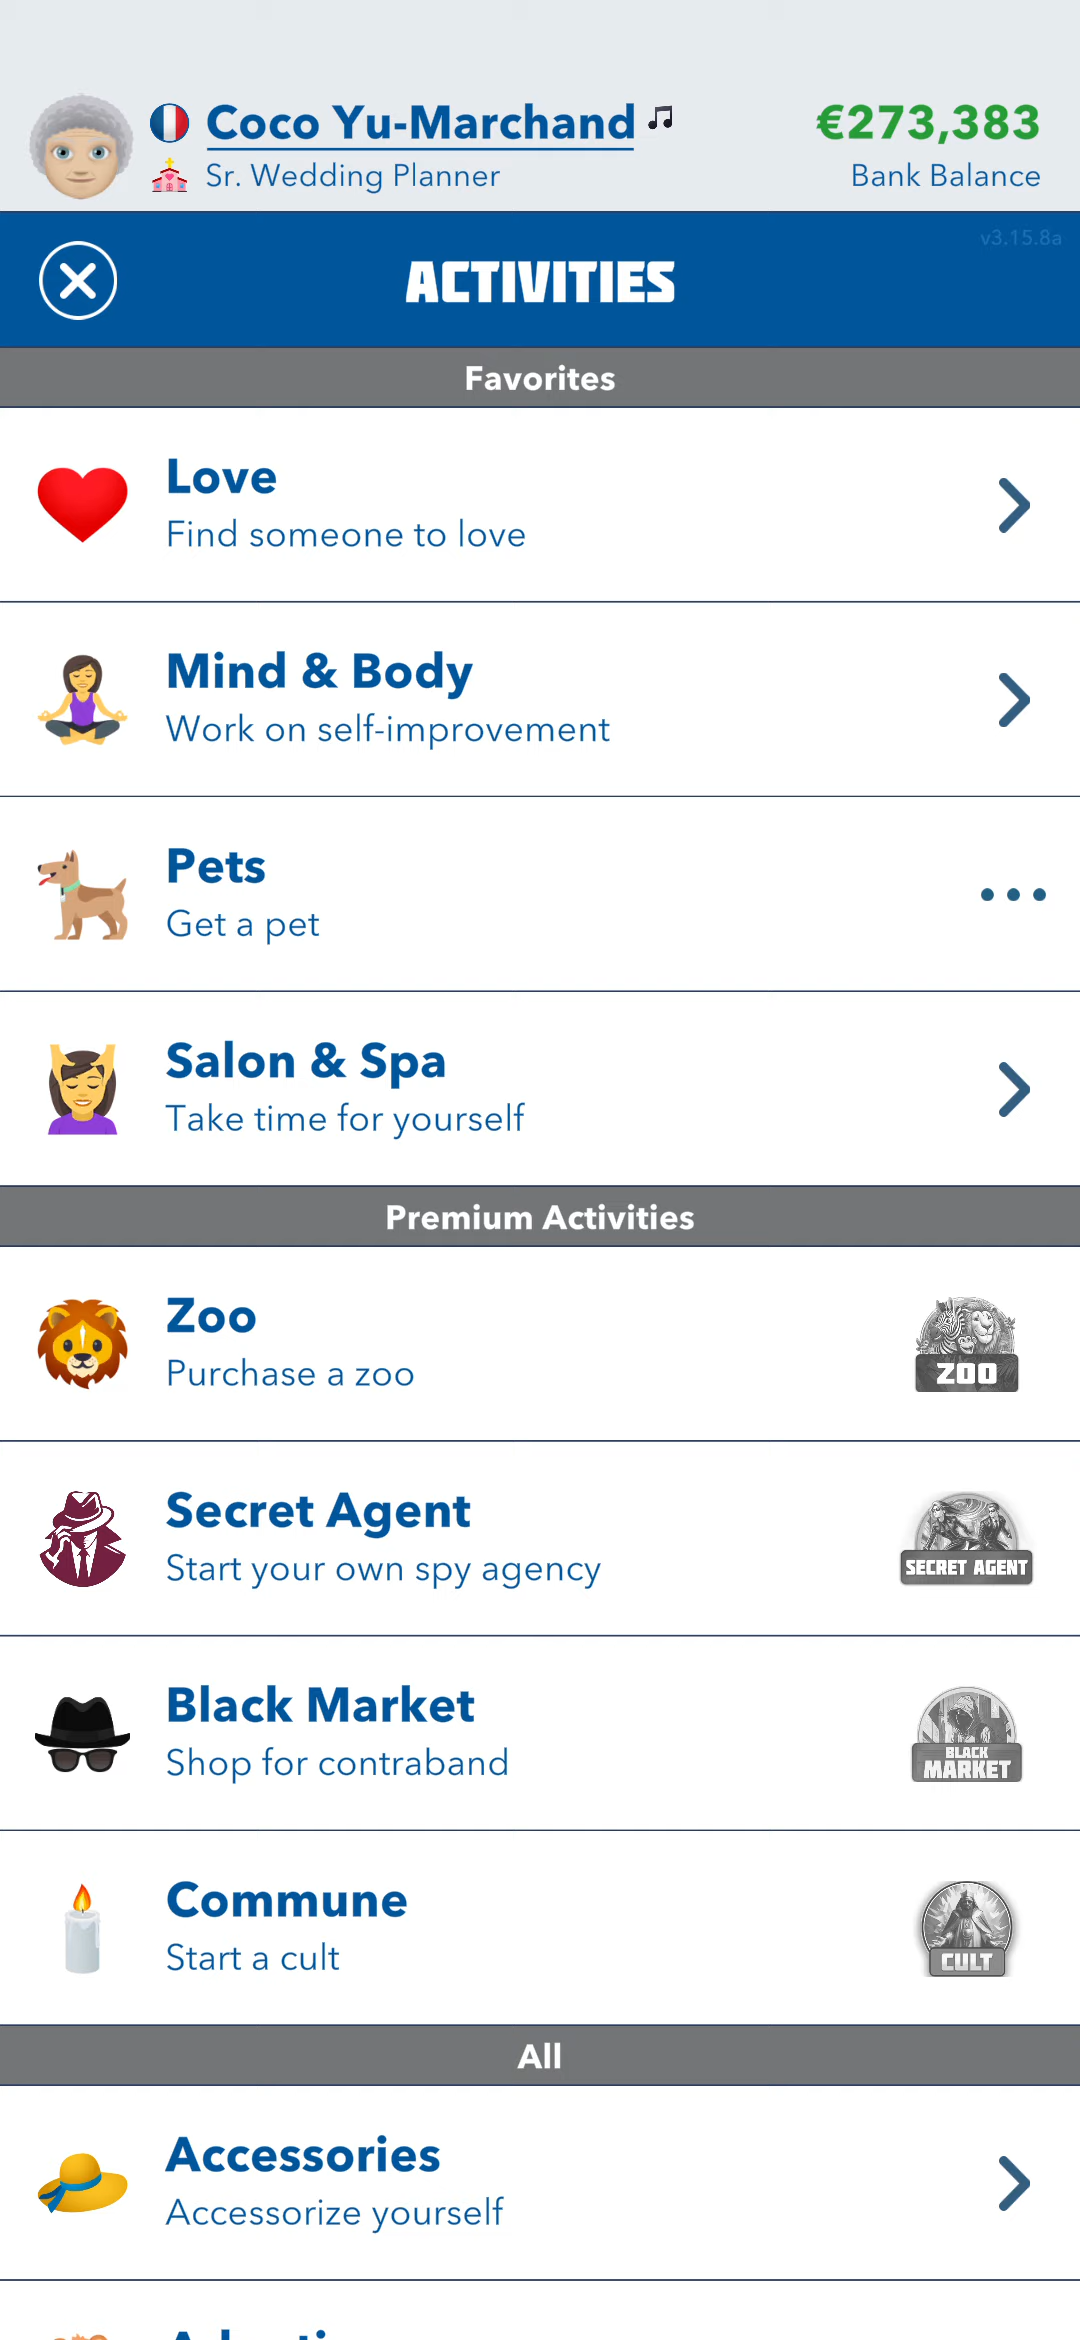 Coco Yu-Marchand
€273,383
Sr. Wedding Planner
Bank Balance
v3.15.8a
ACTIVITIES
Favorites
Love
Find someone to love
Mind & Body
Work on self-improvement
Pets
Get a pet
Salon & Spa
Take time for yourself
Premium Activities
Zoo
Purchase a zoo
ZOO
Secret Agent
Start your own spy agency
SECRET AGENT
Black Market
Shop for contraband
BLACK
MARKET
Commune
Start a cult
CULT
All
Accessories
Accessorize yourself